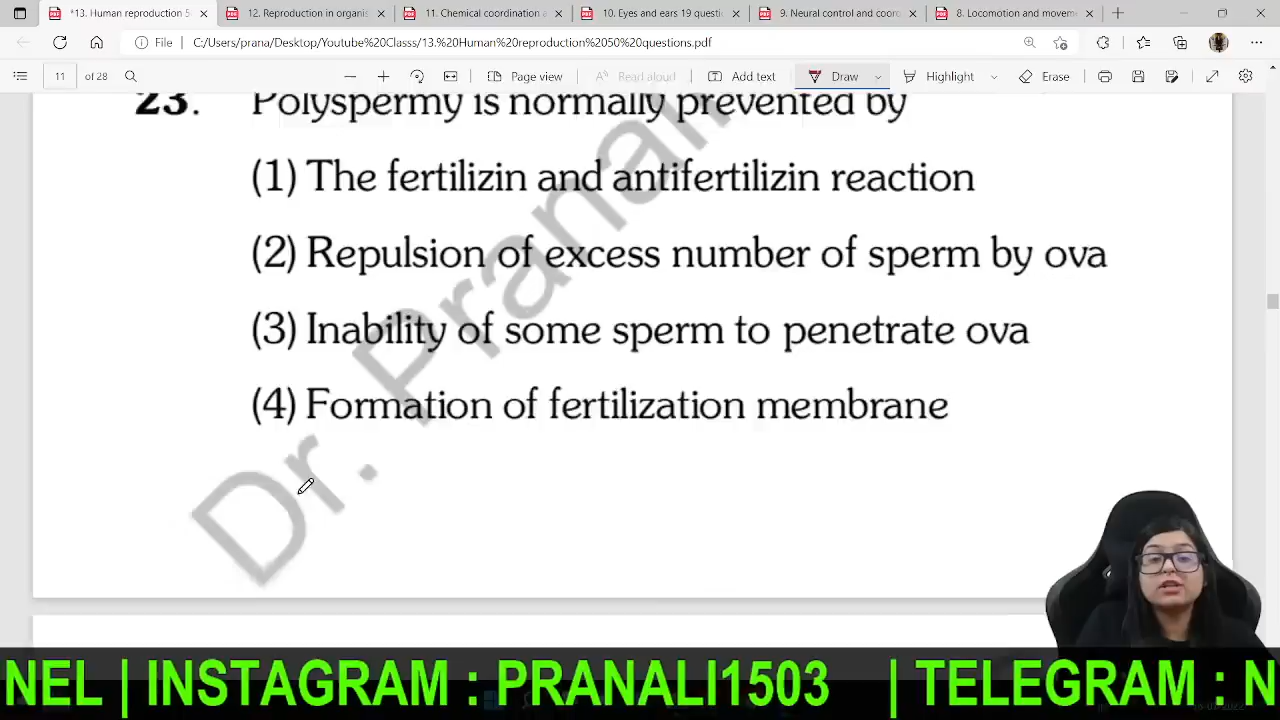 *13. Human reproduction 5
12. Reproduction in organis
11. Chemical coordination a
10. Eyes and ears 19 questi
9. Neural control and cooro
8. Locomotion and movem
File
C:/Users/prana/Desktop/Youtube%20Classs/13.%20Human%20reproduction%2050%20questions.pdf
11 of 28
Page view
Read aloud
Add text
Draw
Highlight
Erase
23. Polyspermy is normally prevented by
(1) The fertilizin and antifertilizin reaction
(2) Repulsion of excess number of sperm by ova
(3) Inability of some sperm to penetrate ova
(4) Formation of fertilization membrane
Dr. Pranali
NEL | INSTAGRAM : PRANALI1503 | TELEGRAM : N